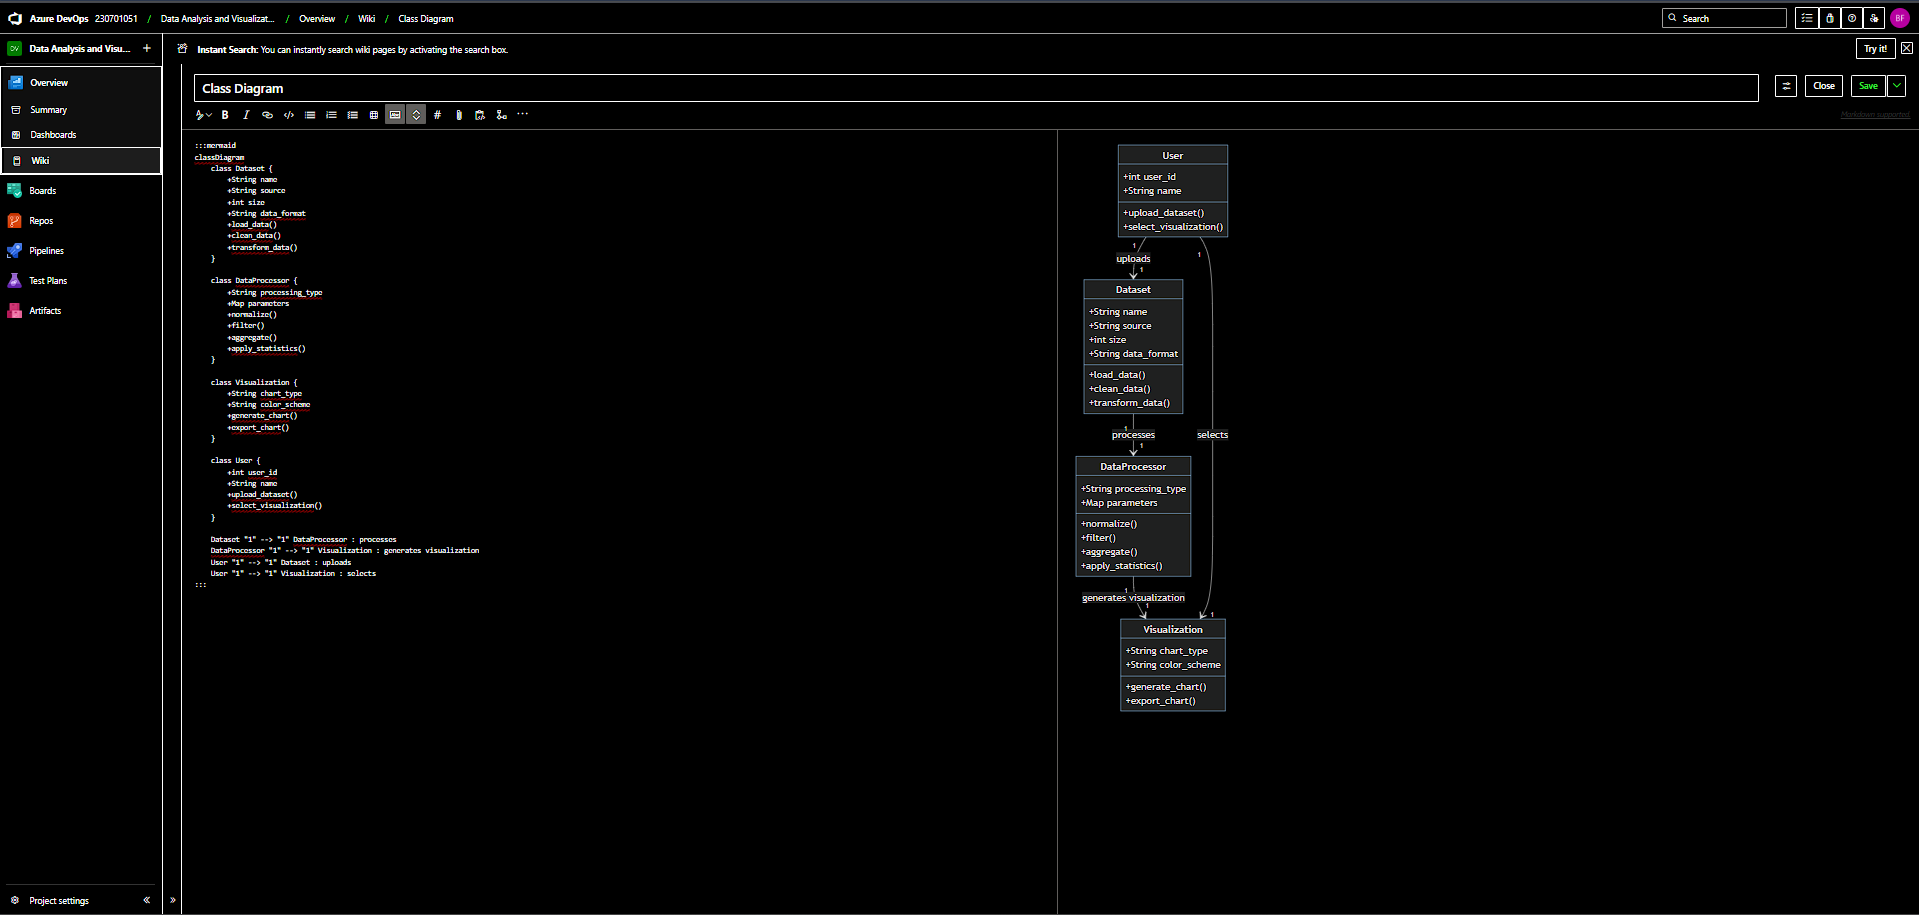 Azure DevOps 230701051 / Data Analysis and Visualizat... / Overview / Wiki / Class Diagram
Search
BF
DV Data Analysis and Visu... +
Instant Search: You can instantly search wiki pages by activating the search box.
Try it!
Overview
Summary
Dashboards
Wiki
Boards
Repos
Pipelines
Test Plans
Artifacts
Project settings
Class Diagram
Close
Save
Markdown supported.
:::mermaid
classDiagram
class Dataset {
+String name
+String source
+int size
+String data_format
+load_data()
+clean_data()
+transform_data()
}
class DataProcessor {
+String processing_type
+Map parameters
+normalize()
+filter()
+aggregate()
+apply_statistics()
}
class Visualization {
+String chart_type
+String color_scheme
+generate_chart()
+export_chart()
}
class User {
+int user_id
+String name
+upload_dataset()
+select_visualization()
}
Dataset "1" --> "1" DataProcessor : processes
DataProcessor "1" --> "1" Visualization : generates visualization
User "1" --> "1" Dataset : uploads
User "1" --> "1" Visualization : selects
:::
User
+int user_id
+String name
+upload_dataset()
+select_visualization()
1
1
uploads
1
Dataset
+String name
+String source
+int size
+String data_format
+load_data()
+clean_data()
+transform_data()
1
processes
selects
1
DataProcessor
+String processing_type
+Map parameters
+normalize()
+filter()
+aggregate()
+apply_statistics()
1
generates visualization
1
1
Visualization
+String chart_type
+String color_scheme
+generate_chart()
+export_chart()